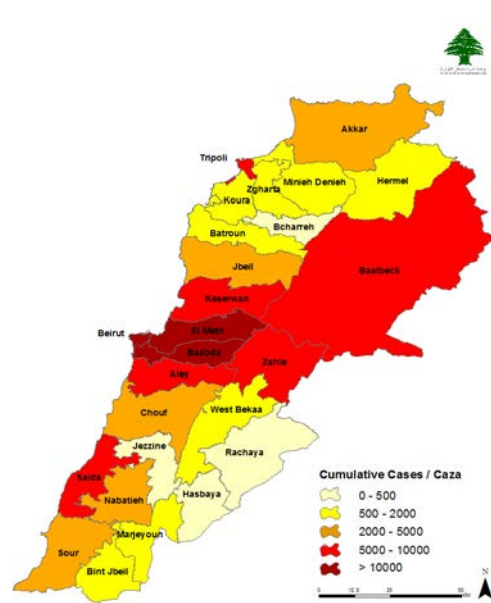 Akkar
Tripoli
Zgharta
Minieh Denieh
Hermel
Koura
Bcharreh
Batroun
Jbeil
Baalbeck
Keserwan
El Metn
Beirut
Baabda
Zahle
Aley
Chouf
West Bekaa
Jezzine
Rachaya
Saida
Hasbaya
Nabatieh
Marjeyoun
Sour
Bint Jbeil
Cumulative Cases / Caza
0 - 500
500 - 2000
2000 - 5000
5000 - 10000
> 10000
N